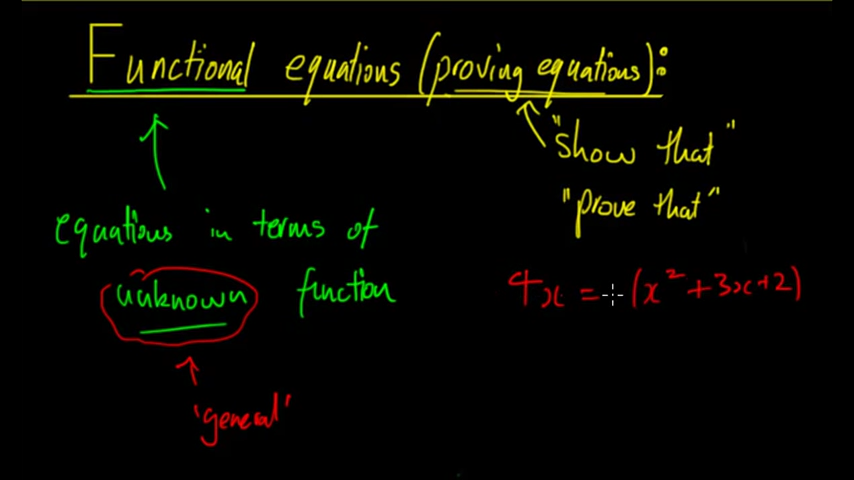 Functional equations (proving equations):
"show that"
"prove that"
equations in terms of
unknown function
'general'
4x = (x² + 3x + 2)